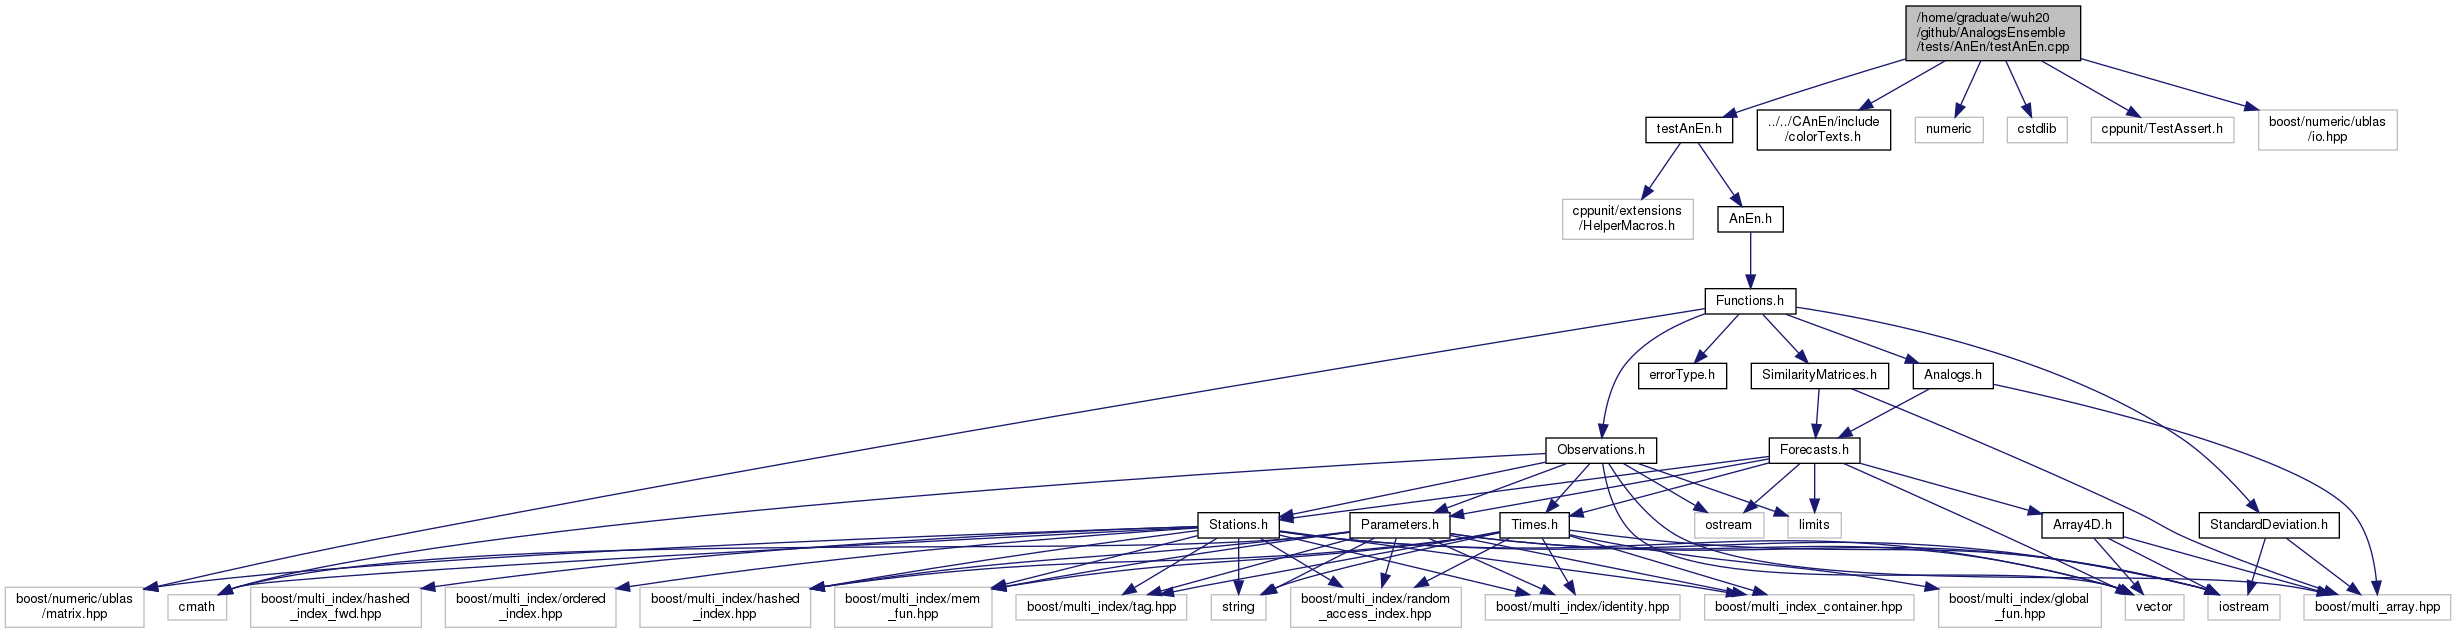 /home/graduate/wuh20
/github/AnalogsEnsemble
/tests/AnEn/testAnEn.cpp
testAnEn.h
../../CAnEn/include
/colorTexts.h
numeric
cstdlib
cppunit/TestAssert.h
boost/numeric/ublas
/io.hpp
cppunit/extensions
/HelperMacros.h
AnEn.h
Functions.h
errorType.h
SimilarityMatrices.h
Analogs.h
Observations.h
Forecasts.h
Stations.h
Parameters.h
Times.h
ostream
limits
Array4D.h
StandardDeviation.h
boost/numeric/ublas
/matrix.hpp
cmath
boost/multi_index/hashed
_index_fwd.hpp
boost/multi_index/ordered
_index.hpp
boost/multi_index/hashed
_index.hpp
boost/multi_index/mem
_fun.hpp
boost/multi_index/tag.hpp
string
boost/multi_index/random
_access_index.hpp
boost/multi_index/identity.hpp
boost/multi_index_container.hpp
boost/multi_index/global
_fun.hpp
vector
iostream
boost/multi_array.hpp